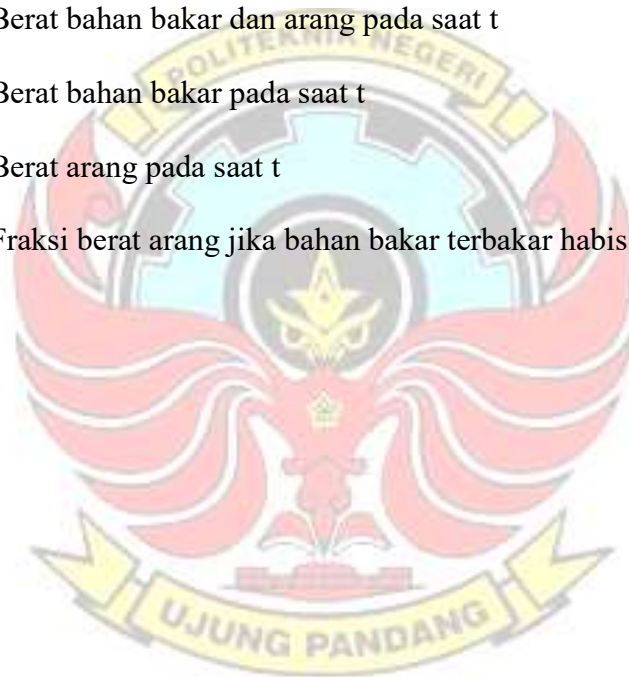 Berat bahan bakar dan arang pada saat t
POLITEKNIK NEGERI
Berat bahan bakar pada saat t
Berat arang pada saat t
Fraksi berat arang jika bahan bakar terbakar habis
UJUNG PANDANG